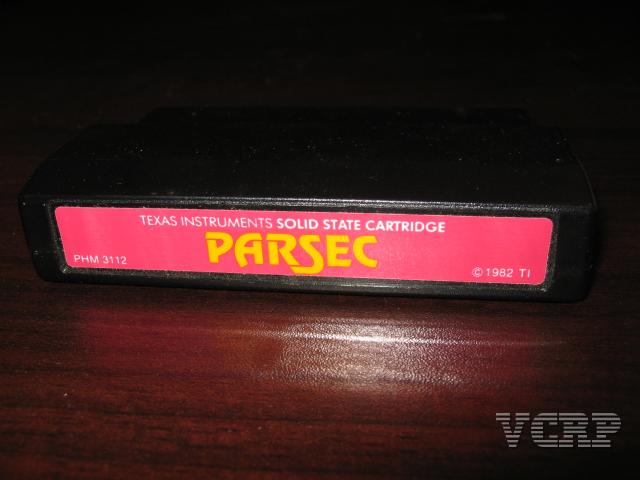 TEXAS INSTRUMENTS SOLID STATE CARTRIDGE
PARSEC
PHM 3112
© 1982 TI
VCRP